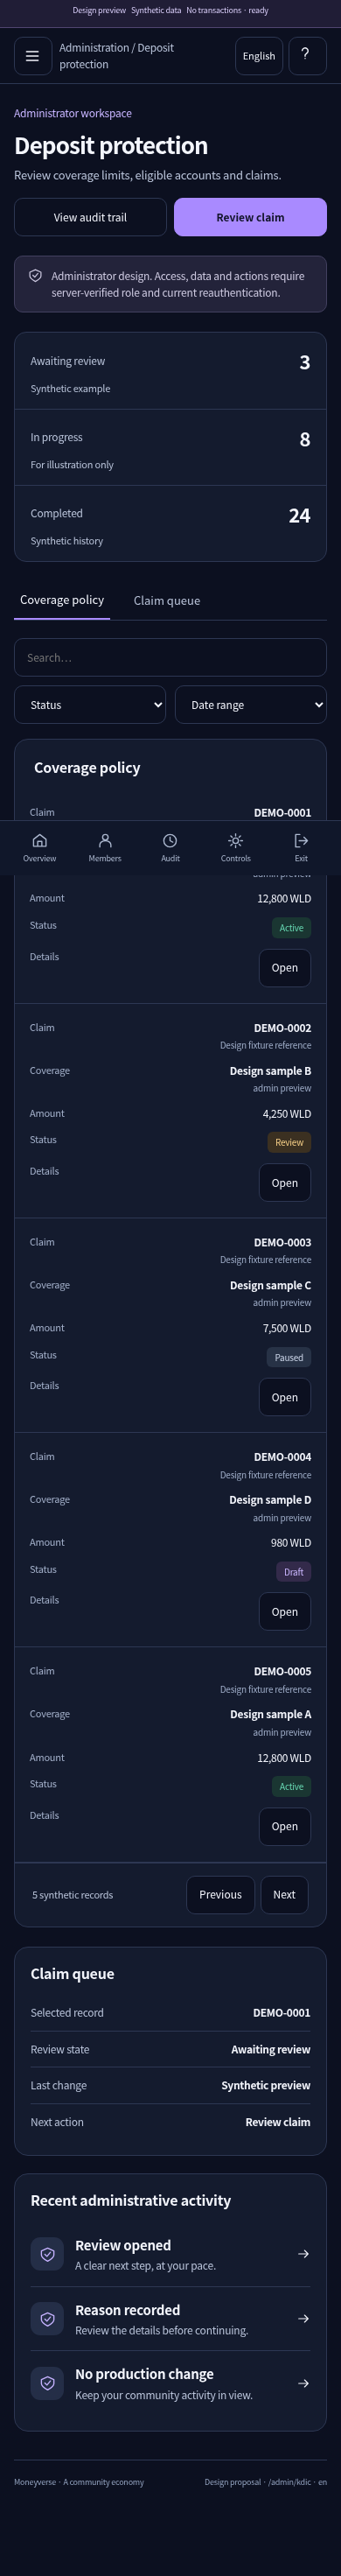 Design preview Synthetic data No transactions · ready
Administration / Deposit
protection
English
?
Administrator workspace
Deposit protection
Review coverage limits, eligible accounts and claims.
View audit trail
Review claim
Administrator design. Access, data and actions require
server-verified role and current reauthentication.
Awaiting review
3
Synthetic example
In progress
8
For illustration only
Completed
24
Synthetic history
Coverage policy
Claim queue
Search…
Status
Date range
Coverage policy
Claim
DEMO-0001
Overview
Members
Audit
Controls
Exit
Amount
12,800 WLD
Status
Active
Details
Open
Claim
DEMO-0002
Design fixture reference
Coverage
Design sample B
admin preview
Amount
4,250 WLD
Status
Review
Details
Open
Claim
DEMO-0003
Design fixture reference
Coverage
Design sample C
admin preview
Amount
7,500 WLD
Status
Paused
Details
Open
Claim
DEMO-0004
Design fixture reference
Coverage
Design sample D
admin preview
Amount
980 WLD
Status
Draft
Details
Open
Claim
DEMO-0005
Design fixture reference
Coverage
Design sample A
admin preview
Amount
12,800 WLD
Status
Active
Details
Open
5 synthetic records
Previous
Next
Claim queue
Selected record
DEMO-0001
Review state
Awaiting review
Last change
Synthetic preview
Next action
Review claim
Recent administrative activity
Review opened
A clear next step, at your pace.
Reason recorded
Review the details before continuing.
No production change
Keep your community activity in view.
Moneyverse · A community economy
Design proposal · /admin/kdic · en